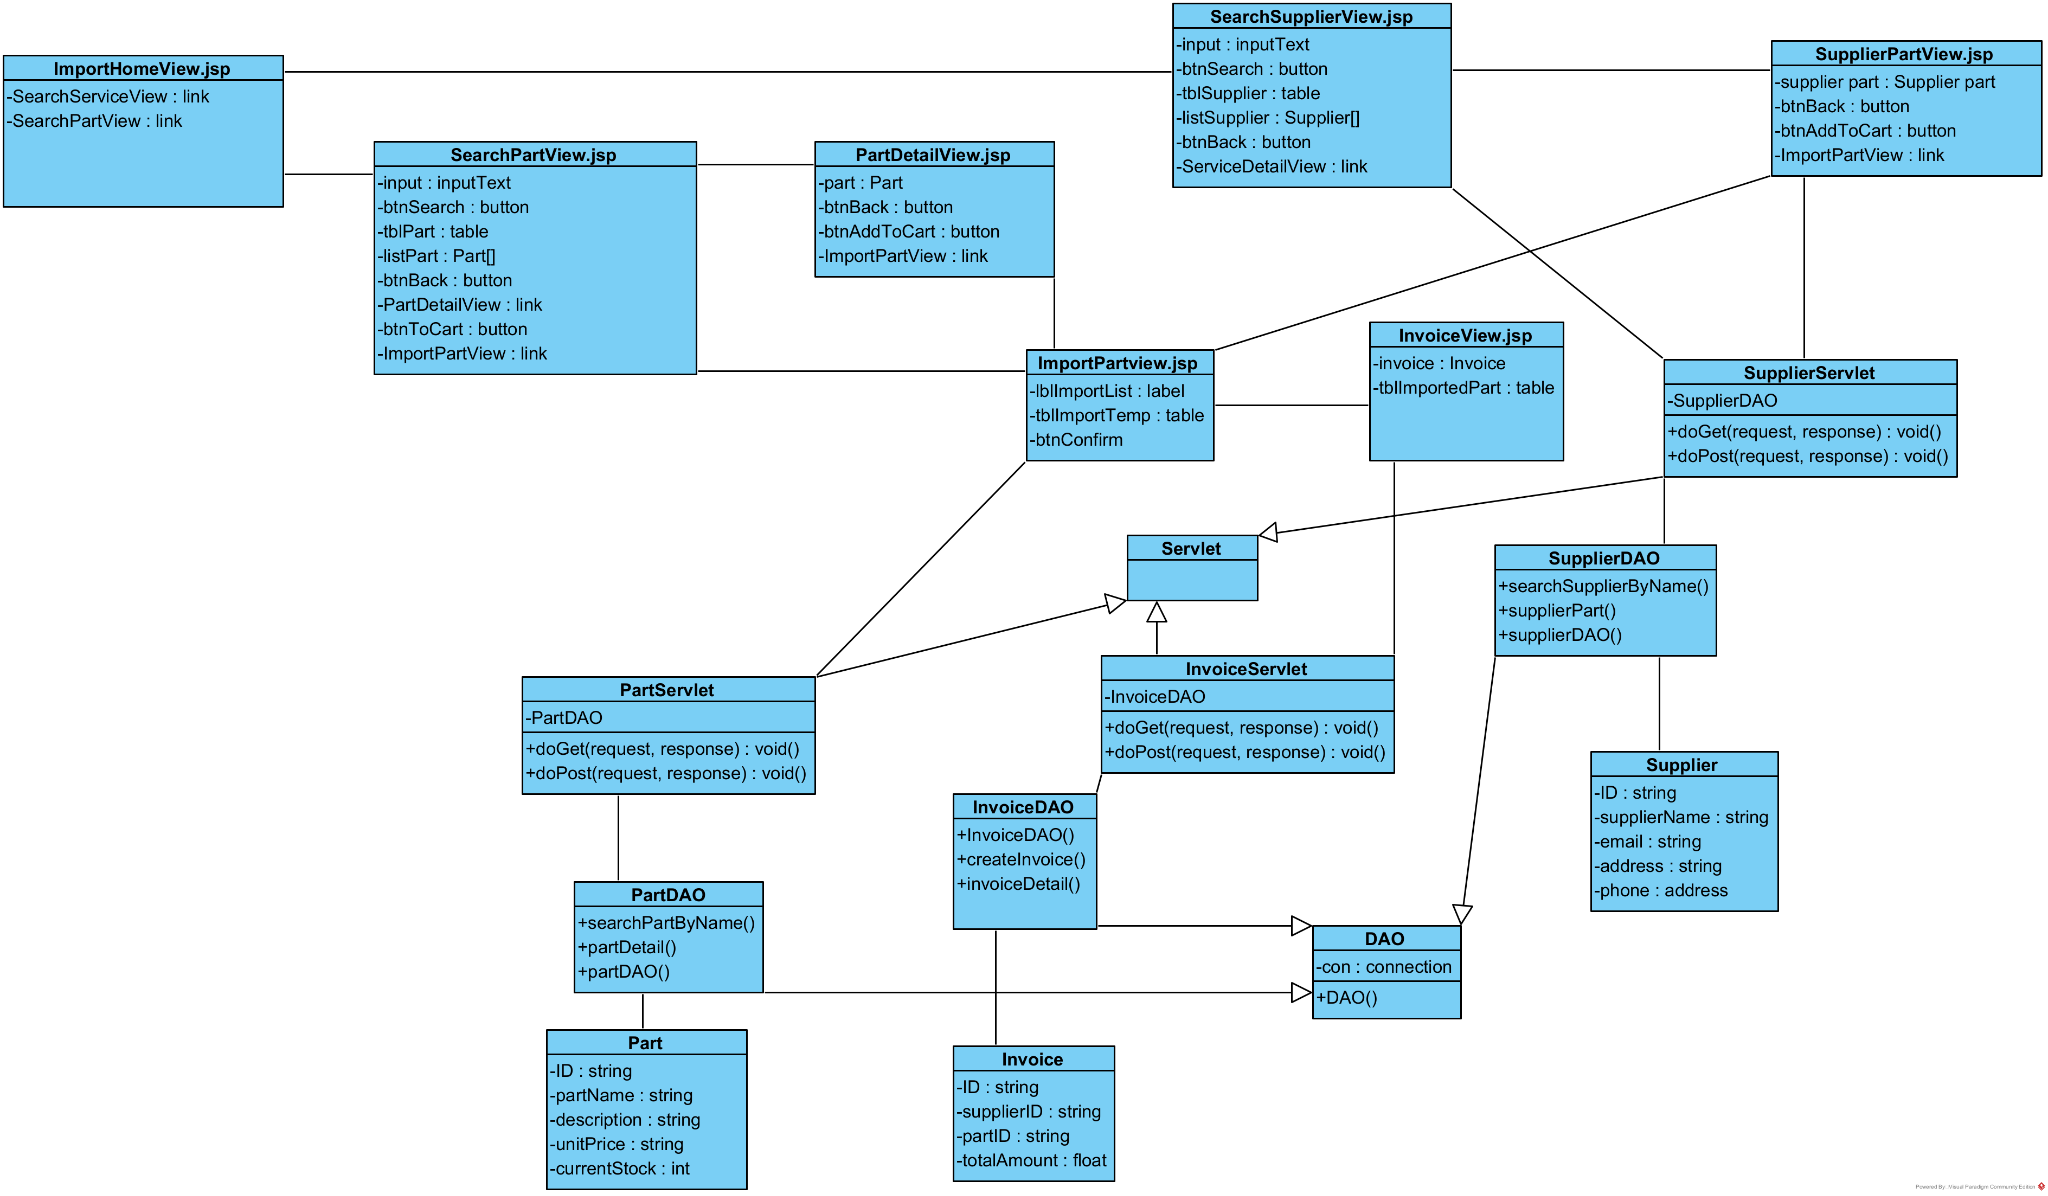 ImportHomeView.jsp
-SearchServiceView : link
-SearchPartView : link
SearchPartView.jsp
-input : inputText
-btnSearch : button
-tblPart : table
-listPart : Part[]
-btnBack : button
-PartDetailView : link
-btnToCart : button
-ImportPartView : link
PartDetailView.jsp
-part : Part
-btnBack : button
-btnAddToCart : button
-ImportPartView : link
SearchSupplierView.jsp
-input : inputText
-btnSearch : button
-tblSupplier : table
-listSupplier : Supplier[]
-btnBack : button
-ServiceDetailView : link
SupplierPartView.jsp
-supplier part : Supplier part
-btnBack : button
-btnAddToCart : button
-ImportPartView : link
ImportPartview.jsp
-lblImportList : label
-tblImportTemp : table
-btnConfirm
InvoiceView.jsp
-invoice : Invoice
-tblImportedPart : table
SupplierServlet
-SupplierDAO
+doGet(request, response) : void()
+doPost(request, response) : void()
Servlet
SupplierDAO
+searchSupplierByName()
+supplierPart()
+supplierDAO()
PartServlet
-PartDAO
+doGet(request, response) : void()
+doPost(request, response) : void()
InvoiceServlet
-InvoiceDAO
+doGet(request, response) : void()
+doPost(request, response) : void()
Supplier
-ID : string
-supplierName : string
-email : string
-address : string
-phone : address
InvoiceDAO
+InvoiceDAO()
+createInvoice()
+invoiceDetail()
PartDAO
+searchPartByName()
+partDetail()
+partDAO()
DAO
-con : connection
+DAO()
Part
-ID : string
-partName : string
-description : string
-unitPrice : string
-currentStock : int
Invoice
-ID : string
-supplierID : string
-partID : string
-totalAmount : float
Powered By Visual Paradigm Community Edition